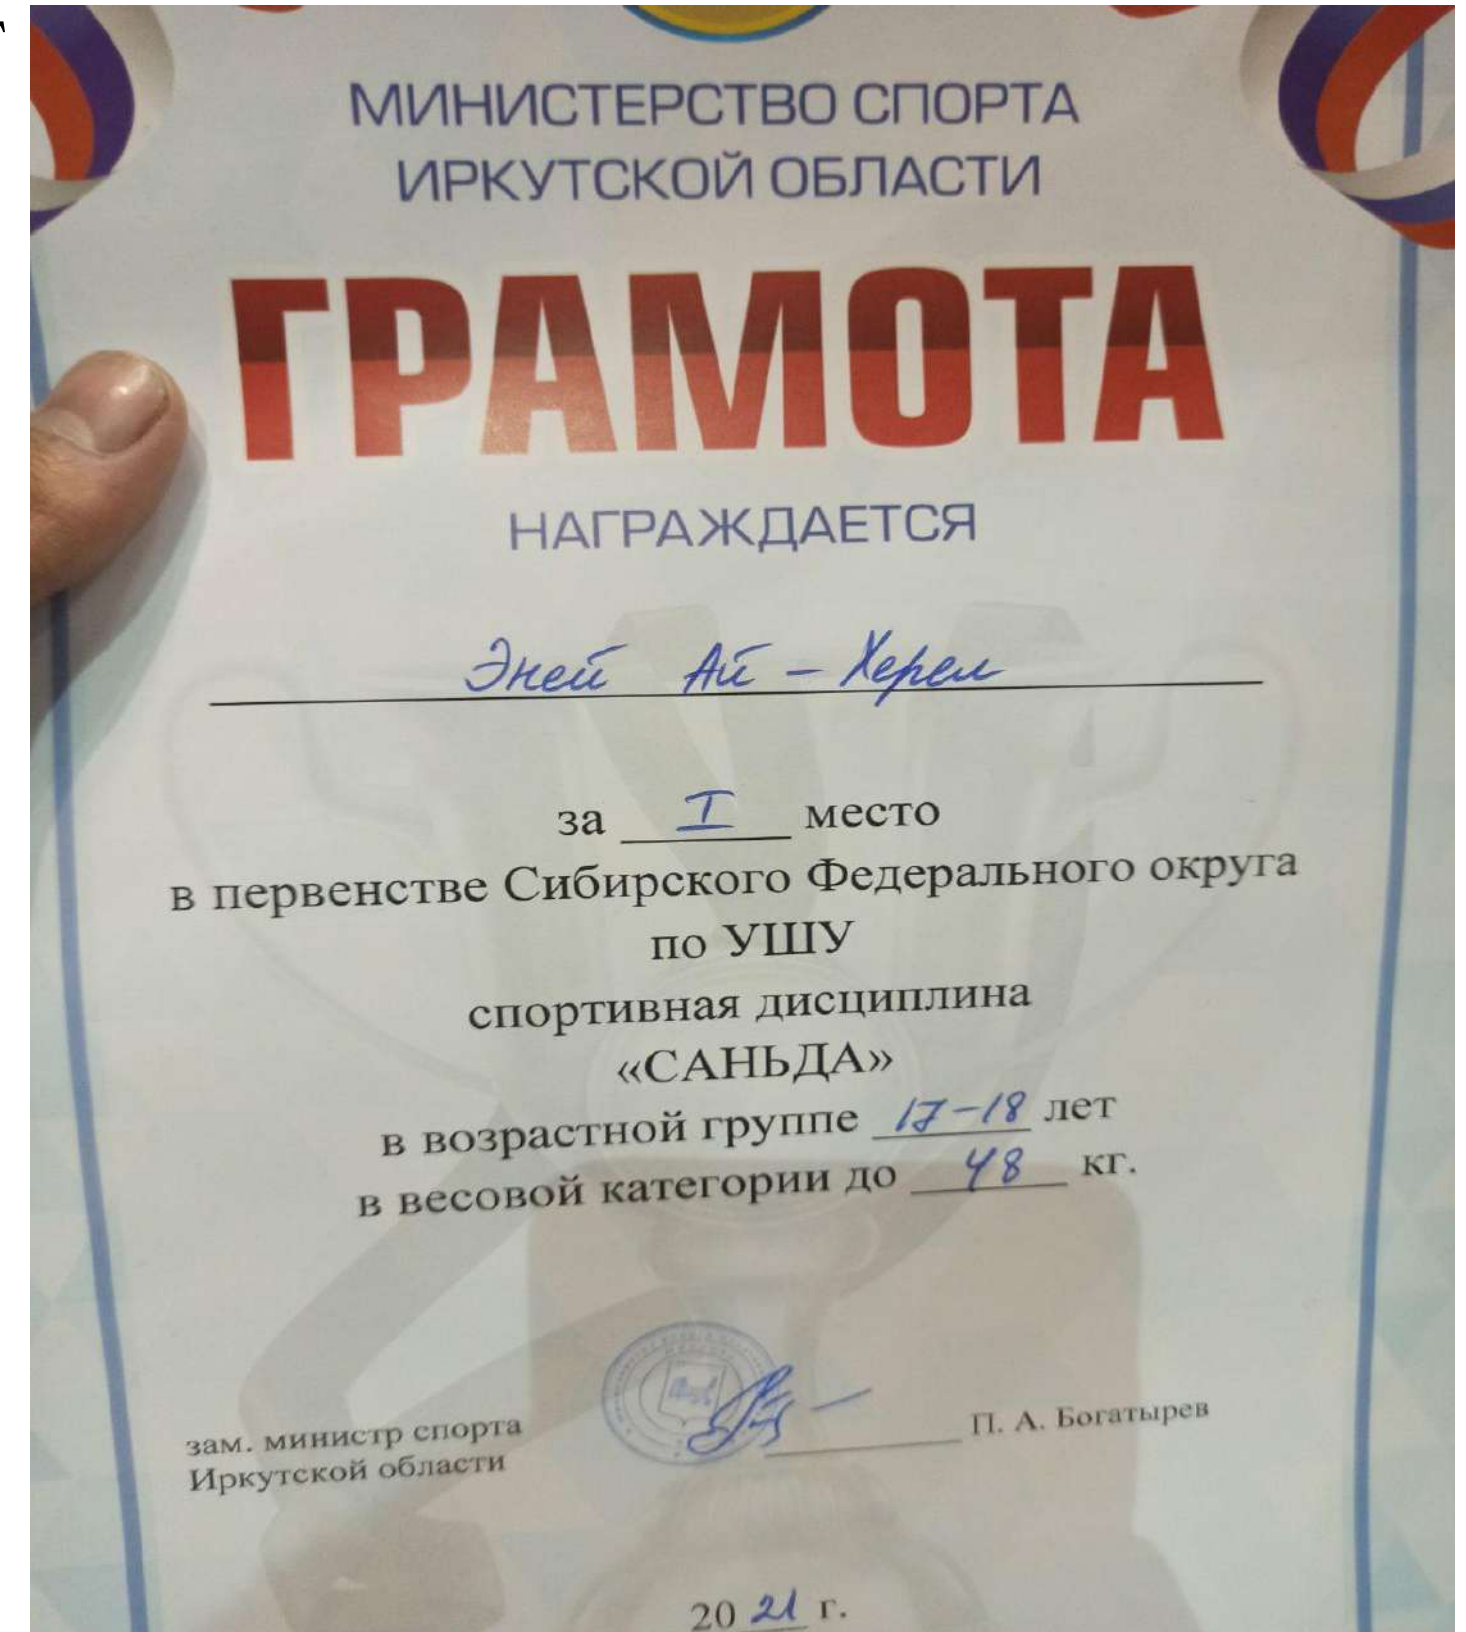 МИНИСТЕРСТВО СПОРТА
ИРКУТСКОЙ ОБЛАСТИ
ГРАМОТА
НАГРАЖДАЕТСЯ
Эней Ай - Херел
за I место
в первенстве Сибирского Федерального округа
по УШУ
спортивная дисциплина
«САНЬДА»
в возрастной группе 17-18 лет
в весовой категории до 48 кг.
зам. министр спорта
Иркутской области
П. А. Богатырев
20 21 г.